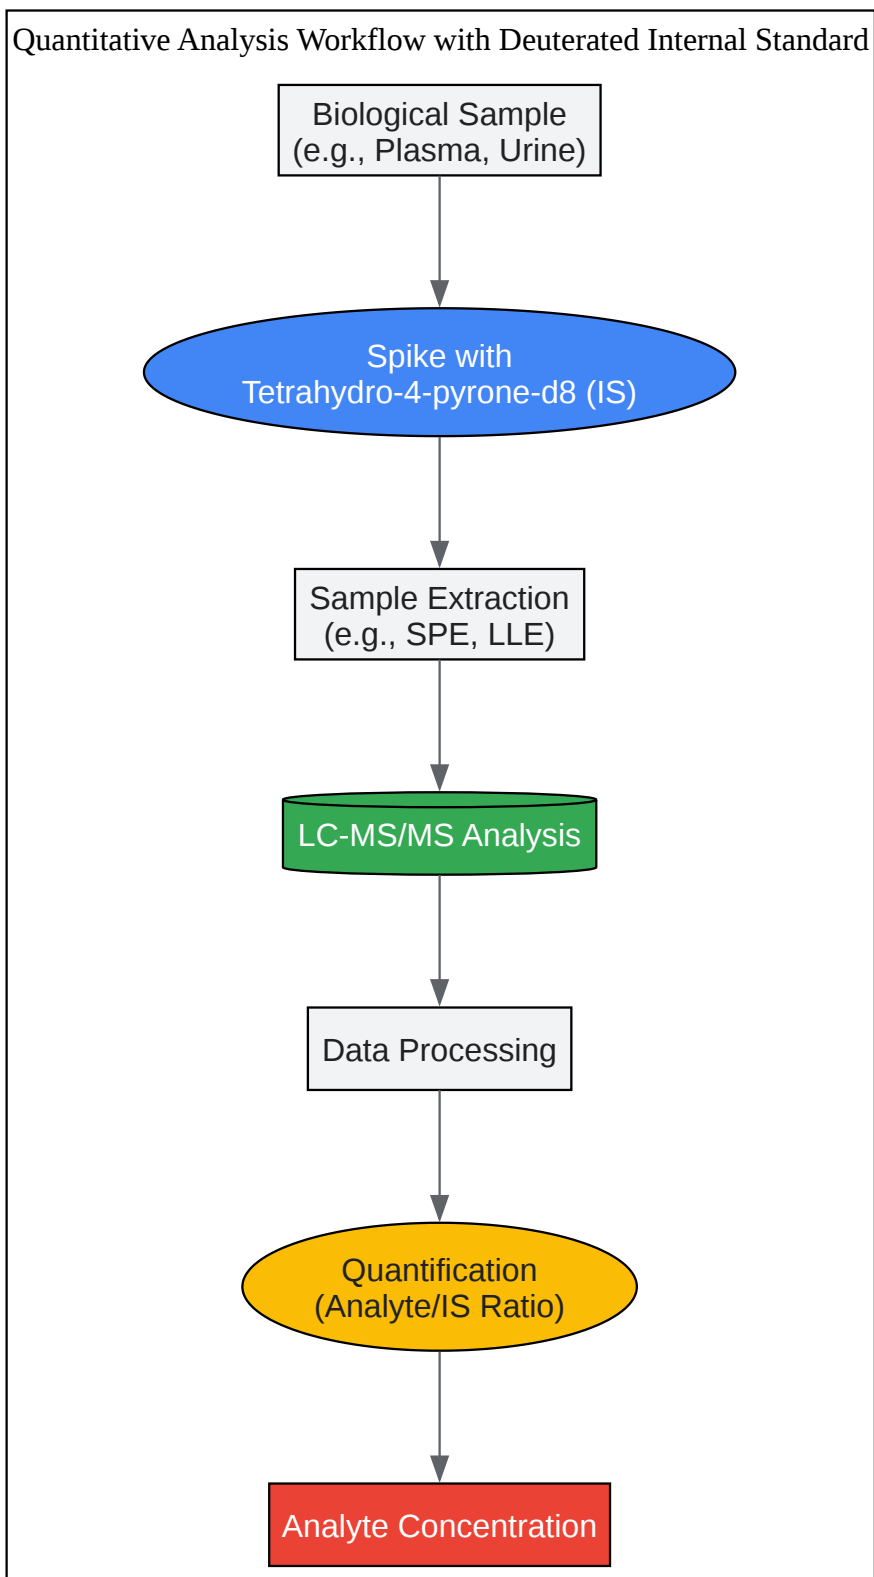 Quantitative Analysis Workflow with Deuterated Internal Standard
Biological Sample
(e.g., Plasma, Urine)
Spike with
Tetrahydro-4-pyrone-d8 (IS)
Sample Extraction
(e.g., SPE, LLE)
LC-MS/MS Analysis
Data Processing
Quantification
(Analyte/IS Ratio)
Analyte Concentration